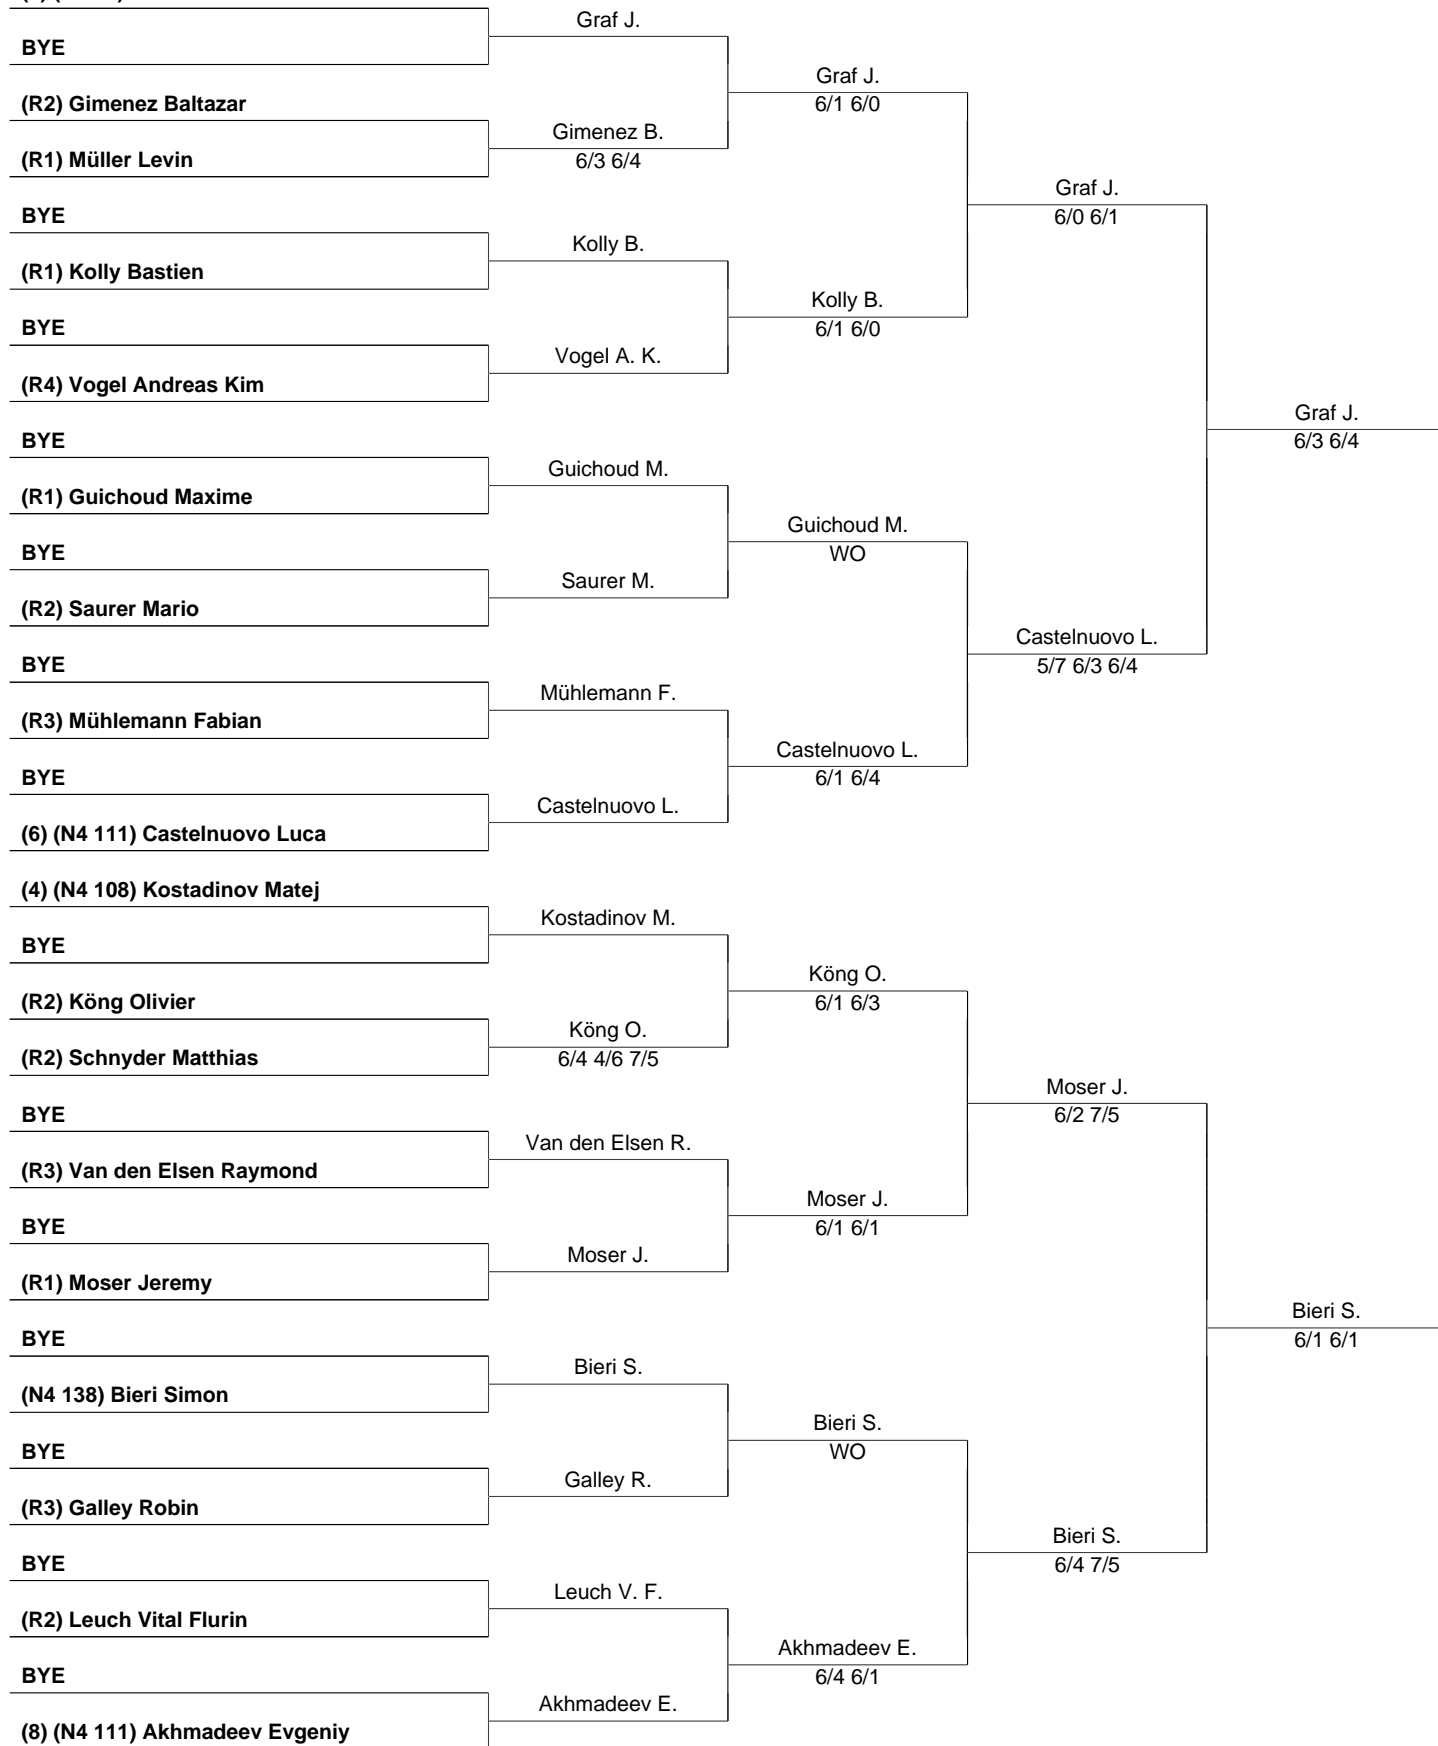 BYE
(R2) Gimenez Baltazar
(R1) Müller Levin
BYE
(R1) Kolly Bastien
BYE
(R4) Vogel Andreas Kim
BYE
(R1) Guichoud Maxime
BYE
(R2) Saurer Mario
BYE
(R3) Mühlemann Fabian
BYE
(6) (N4 111) Castelnuovo Luca
(4) (N4 108) Kostadinov Matej
BYE
(R2) Köng Olivier
(R2) Schnyder Matthias
BYE
(R3) Van den Elsen Raymond
BYE
(R1) Moser Jeremy
BYE
(N4 138) Bieri Simon
BYE
(R3) Galley Robin
BYE
(R2) Leuch Vital Flurin
BYE
(8) (N4 111) Akhmadeev Evgeniy
Graf J.
Gimenez B.
6/3 6/4
Kolly B.
Vogel A. K.
Guichoud M.
Saurer M.
Mühlemann F.
Castelnuovo L.
Kostadinov M.
Köng O.
6/4 4/6 7/5
Van den Elsen R.
Moser J.
Bieri S.
Galley R.
Leuch V. F.
Akhmadeev E.
Graf J.
6/1 6/0
Kolly B.
6/1 6/0
Guichoud M.
WO
Castelnuovo L.
6/1 6/4
Köng O.
6/1 6/3
Moser J.
6/1 6/1
Bieri S.
WO
Akhmadeev E.
6/4 6/1
Graf J.
6/0 6/1
Castelnuovo L.
5/7 6/3 6/4
Moser J.
6/2 7/5
Bieri S.
6/4 7/5
Graf J.
6/3 6/4
Bieri S.
6/1 6/1